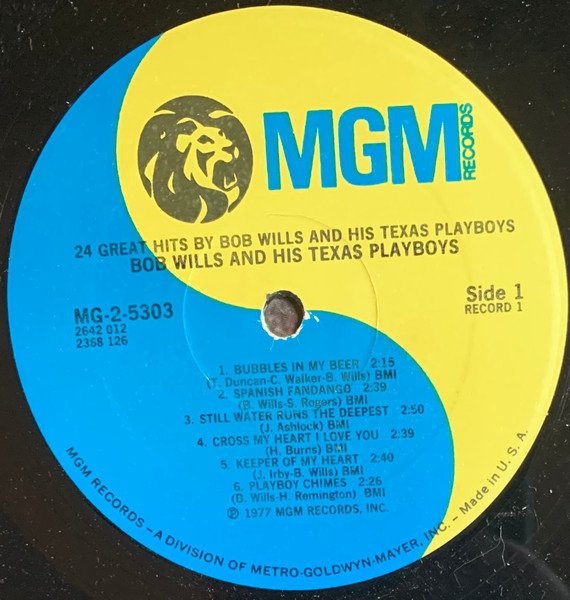 MGM RECORDS
24 GREAT HITS BY BOB WILLS AND HIS TEXAS PLAYBOYS
BOB WILLS AND HIS TEXAS PLAYBOYS
MG-2-5303
2642 012
2358 126
Side 1
RECORD 1
1. BUBBLES IN MY BEER 2:15
(T. Duncan-C. Walker-B. Wills) BMI
2. SPANISH FANDANGO 2:39
(B. Wills-S. Rogers) BMI
3. STILL WATER RUNS THE DEEPEST 2:50
(J. Ashlock) BMI
4. CROSS MY HEART I LOVE YOU 2:39
(H. Burns) BMI
5. KEEPER OF MY HEART 2:40
(J. Irby-B. Wills) BMI
6. PLAYBOY CHIMES 2:26
(B. Wills-H. Remington) BMI
℗ 1977 MGM RECORDS, INC.
MGM RECORDS – A DIVISION OF METRO-GOLDWYN-MAYER, INC. – Made in U. S. A.